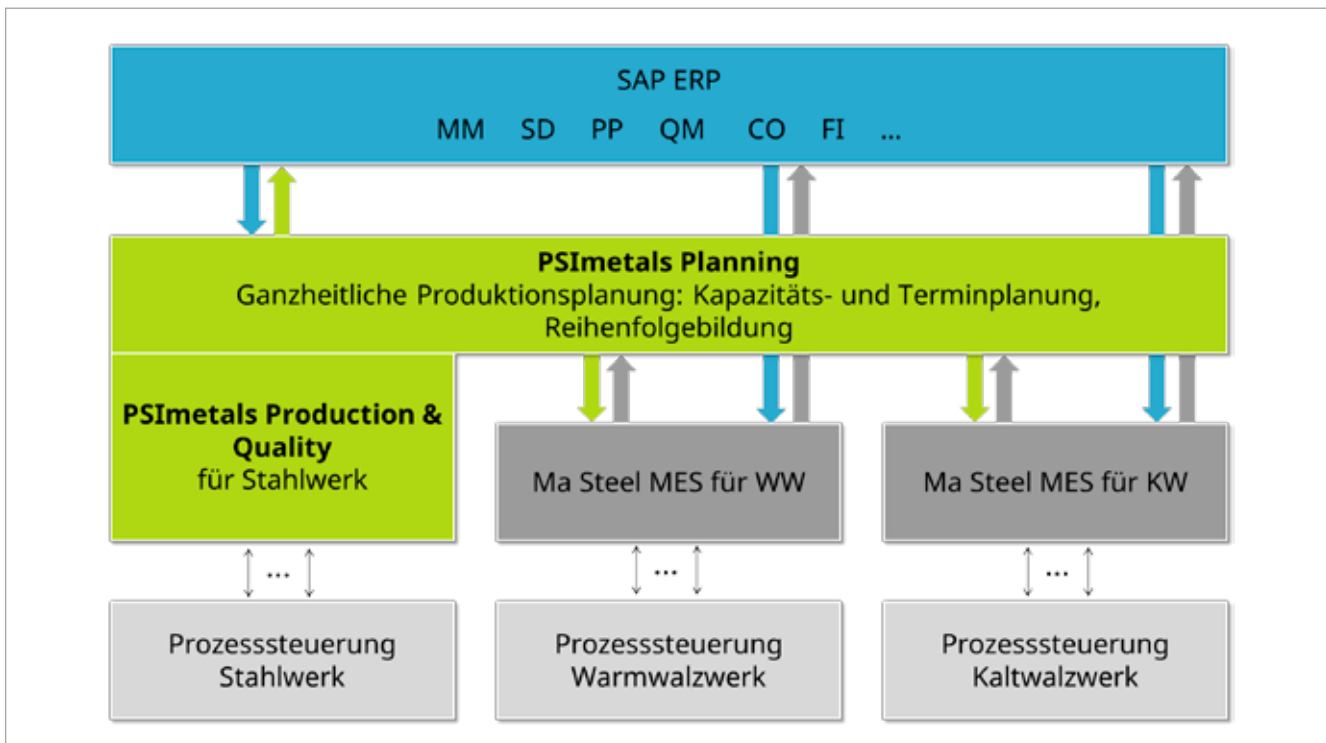 SAP ERP
MM SD PP QM CO FI ...
PSImetals Planning
Ganzheitliche Produktionsplanung: Kapazitäts- und Terminplanung,
Reihenfolgebildung
PSImetals Production &
Quality
für Stahlwerk
Ma Steel MES für WW
Ma Steel MES für KW
...
...
...
Prozesssteuerung
Stahlwerk
Prozesssteuerung
Warmwalzwerk
Prozesssteuerung
Kaltwalzwerk